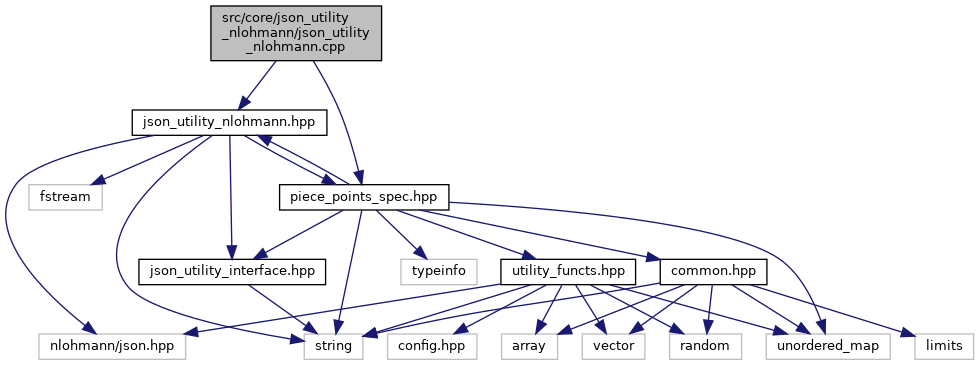 src/core/json_utility
_nlohmann/json_utility
_nlohmann.cpp
json_utility_nlohmann.hpp
fstream
piece_points_spec.hpp
json_utility_interface.hpp
typeinfo
utility_functs.hpp
common.hpp
nlohmann/json.hpp
string
config.hpp
array
vector
random
unordered_map
limits